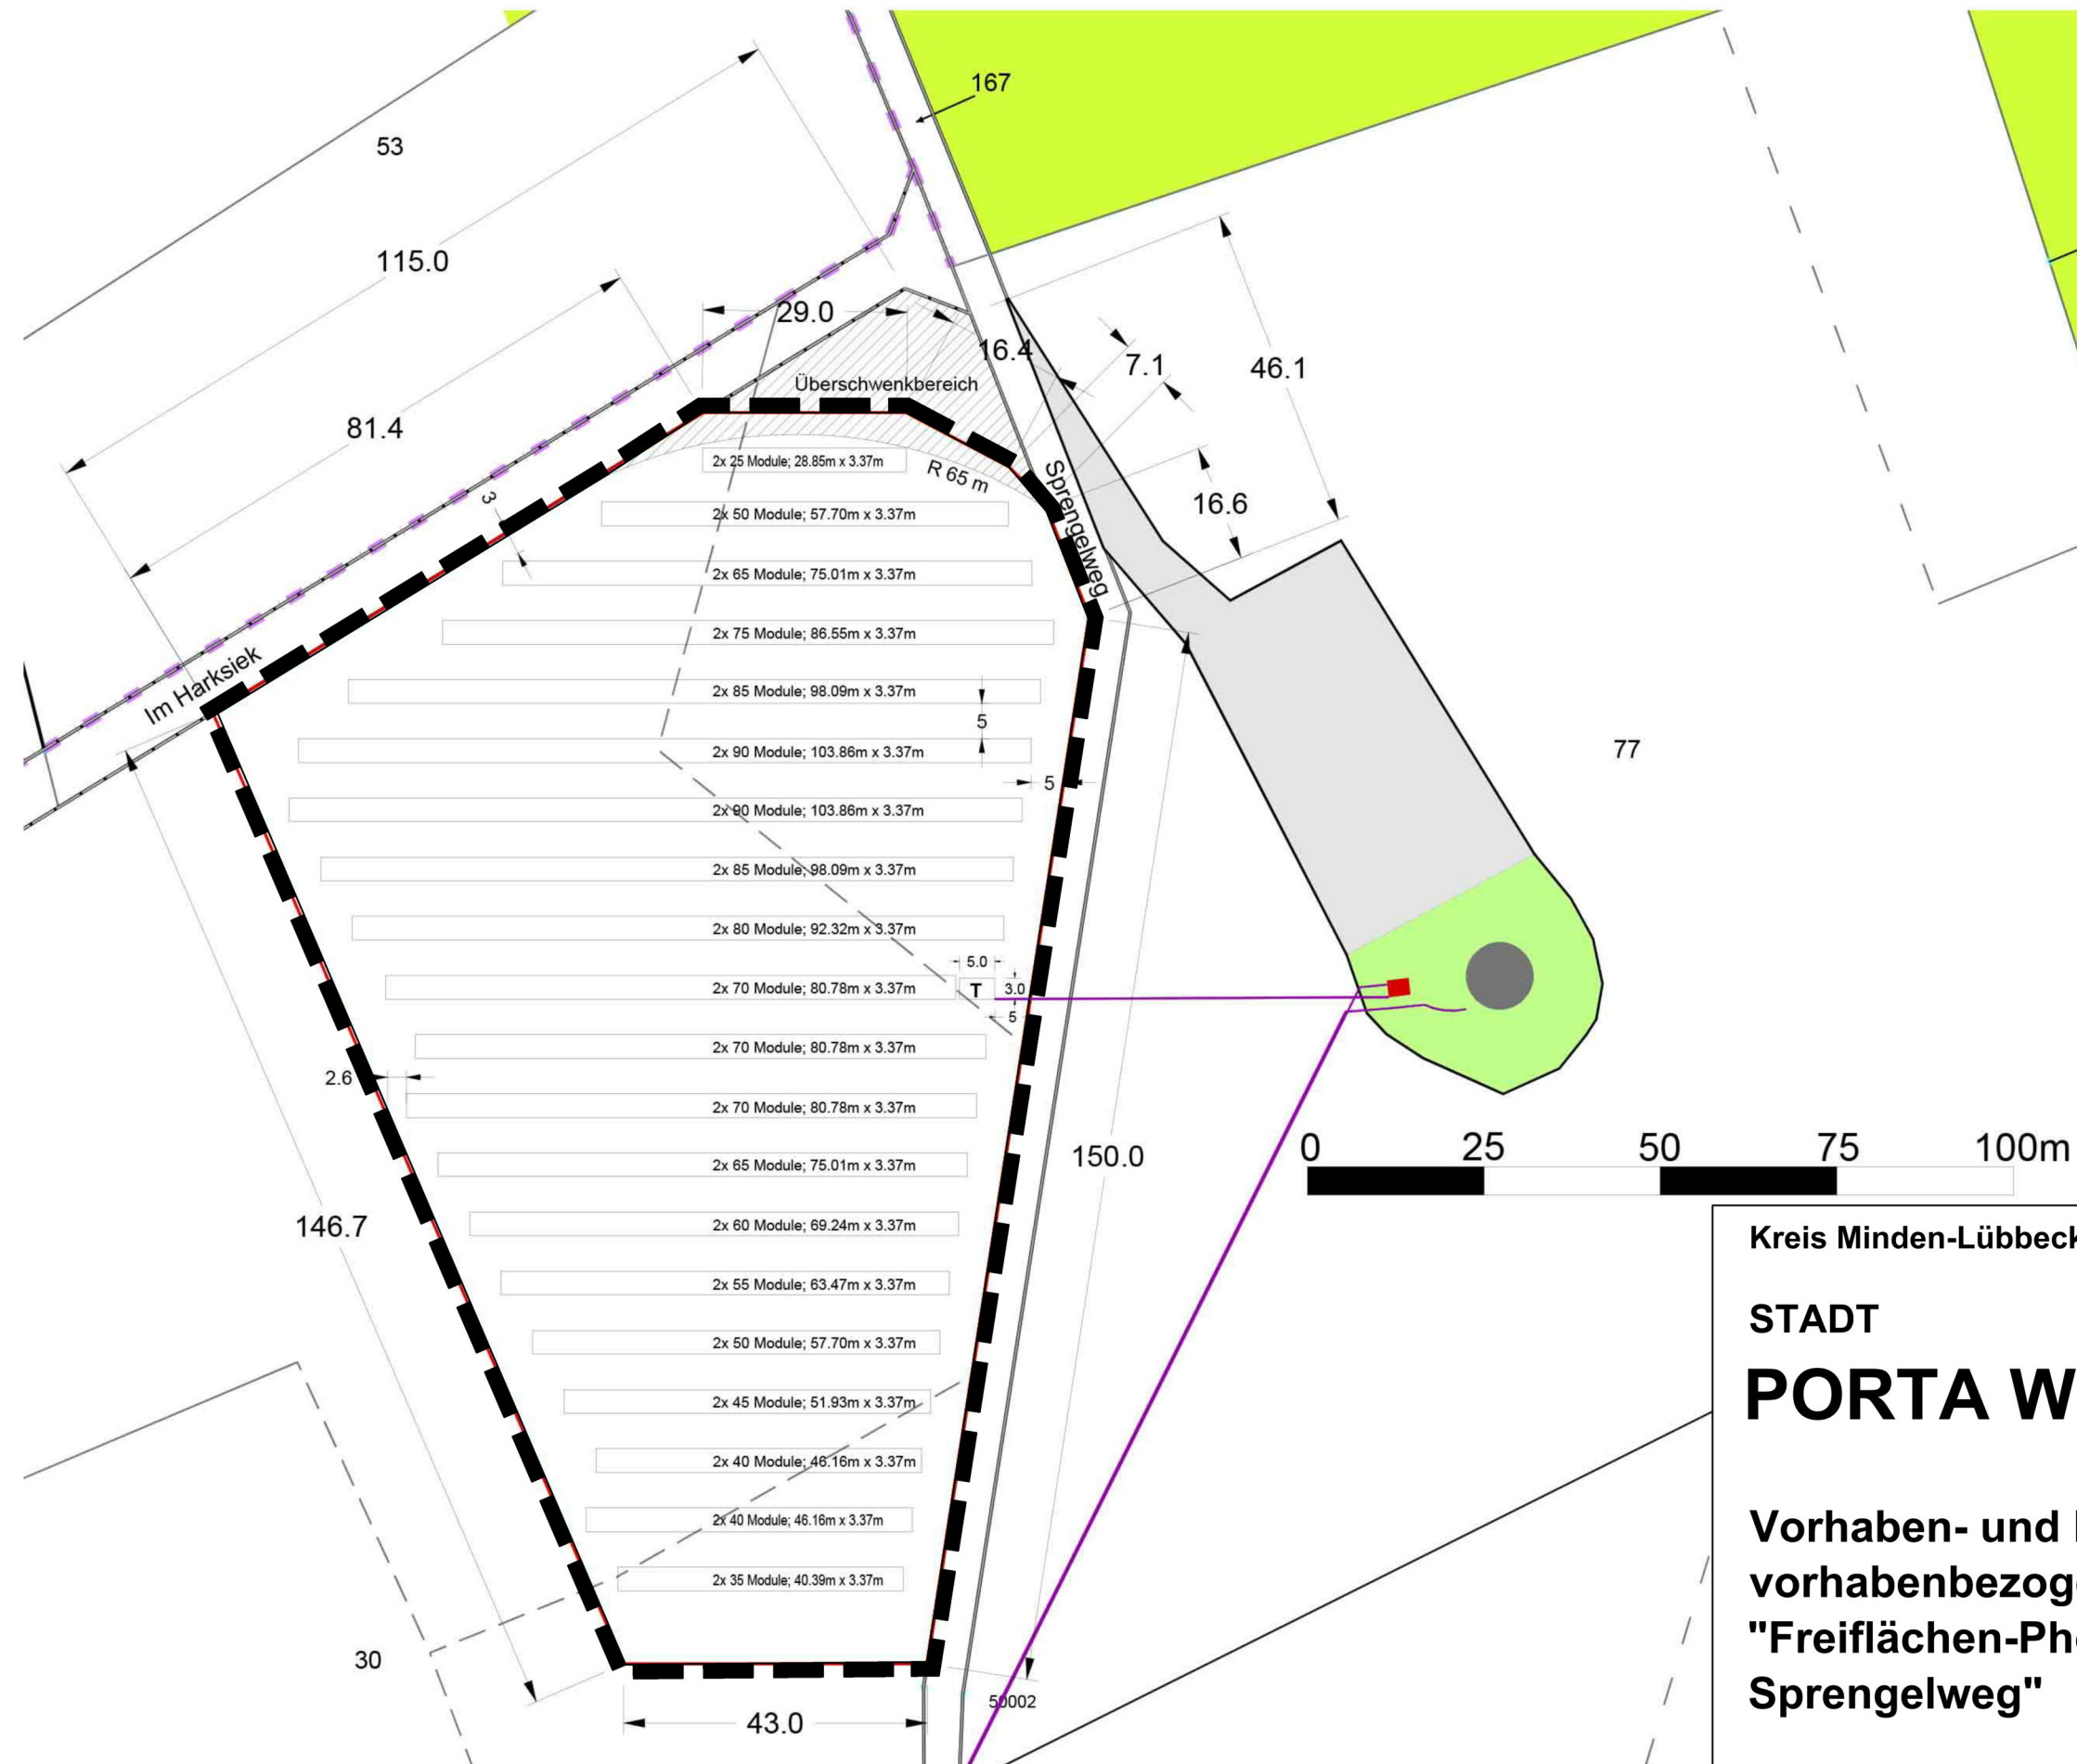 167
53
115.0
29.0
16.4
7.1
46.1
Überschwenkbereich
81.4
2x 25 Module; 28.85m x 3.37m
R 65 m
Sprengelweg
3
16.6
2x 50 Module; 57.70m x 3.37m
2x 65 Module; 75.01m x 3.37m
2x 75 Module; 86.55m x 3.37m
Im Harksiek
2x 85 Module; 98.09m x 3.37m
5
2x 90 Module; 103.86m x 3.37m
77
5
2x 90 Module; 103.86m x 3.37m
2x 85 Module; 98.09m x 3.37m
2x 80 Module; 92.32m x 3.37m
5.0
2x 70 Module; 80.78m x 3.37m
T
3.0
5
2x 70 Module; 80.78m x 3.37m
2.6
2x 70 Module; 80.78m x 3.37m
0 25 50 75 100m
150.0
2x 65 Module; 75.01m x 3.37m
146.7
2x 60 Module; 69.24m x 3.37m
Kreis Minden-Lübbeck
2x 55 Module; 63.47m x 3.37m
STADT
2x 50 Module; 57.70m x 3.37m
PORTA W
2x 45 Module; 51.93m x 3.37m
2x 40 Module; 46.16m x 3.37m
2x 40 Module; 46.16m x 3.37m
Vorhaben- und
2x 35 Module; 40.39m x 3.37m
vorhabenbezog
"Freiflächen-Ph
30
Sprengelweg"
50002
43.0